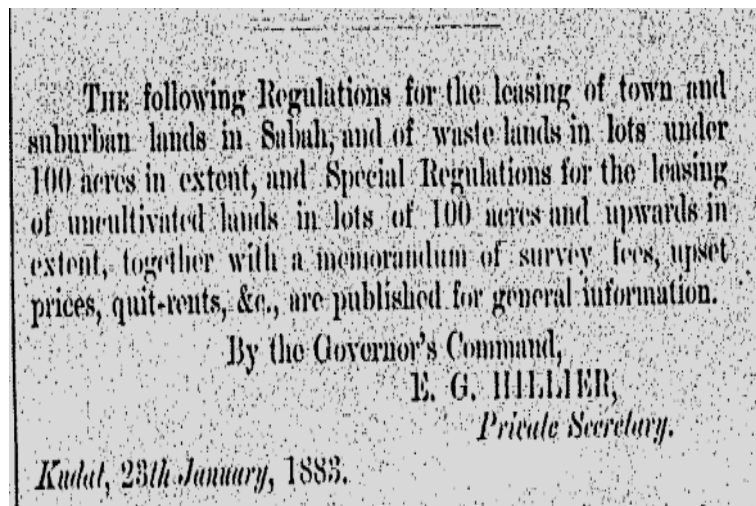 THE following Regulations for the leasing of town and
suburban lands in Sabah, and of waste lands in lots under
100 acres in extent, and Special Regulations for the leasing
of uncultivated lands in lots of 100 acres and upwards in
extent, together with a memorandum of survey fees, upset
prices, quit-rents, &c., are published for general information.
By the Governor's Command,
E. G. HILLIER,
Private Secretary.
Kudat, 23th January, 1883.